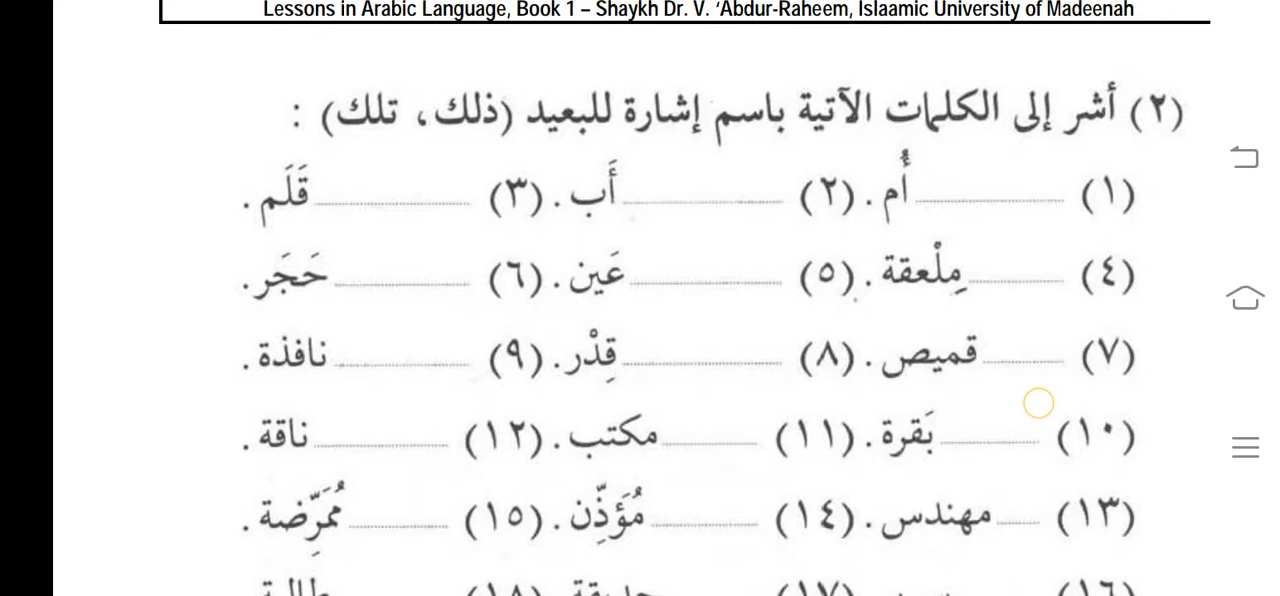 Lessons in Arabic Language, Book 1 – Shaykh Dr. V. ‘Abdur-Raheem, Islaamic University of Madeenah
(٢) أشر إلى الكلمات الآتية باسم إشارة للبعيد (ذلك ، تلك) :
(١) ............ أُم . (٢) ............ أَب . (٣) ............ قَلَم .
(٤) ............ مِلْعقة . (٥) ............ عَين . (٦) ............ حَجَر .
(٧) ............ قميص . (٨) ............ قِدْر . (٩) ............ نافذة .
(١٠) ............ بَقرة . (١١) ............ مكتب . (١٢) ............ ناقة .
(١٣) ............ مهندس . (١٤) ............ مُؤَذِّن . (١٥) ............ مُمَرِّضة .